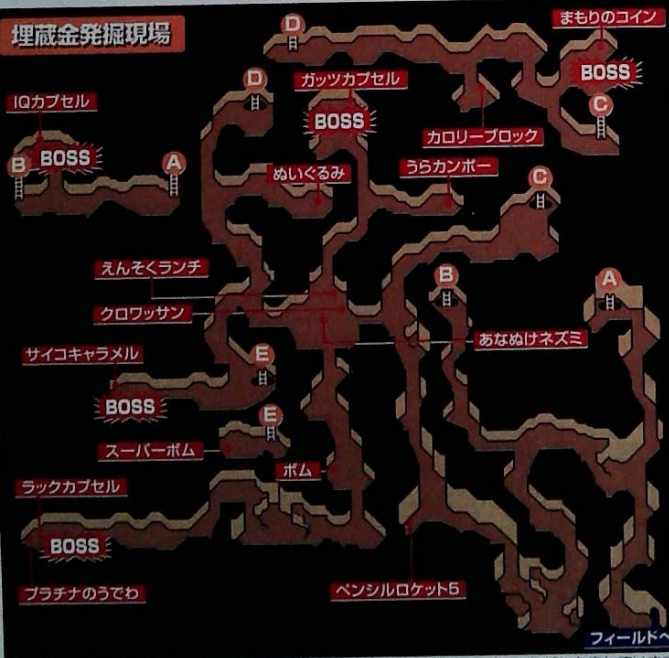 埋蔵金発掘現場
D
まもりのコイン
BOSS
D
ガッツカプセル
BOSS
IQカプセル
BOSS
B
A
カロリーブロック
C
ぬいぐるみ
うらカンポー
C
えんそくランチ
B
A
クロワッサン
あなぬけネズミ
サイコキャラメル
BOSS
E
E
スーパーボム
ボム
ラックカプセル
BOSS
プラチナのうでわ
ペンシルロケット5
フィールドへ